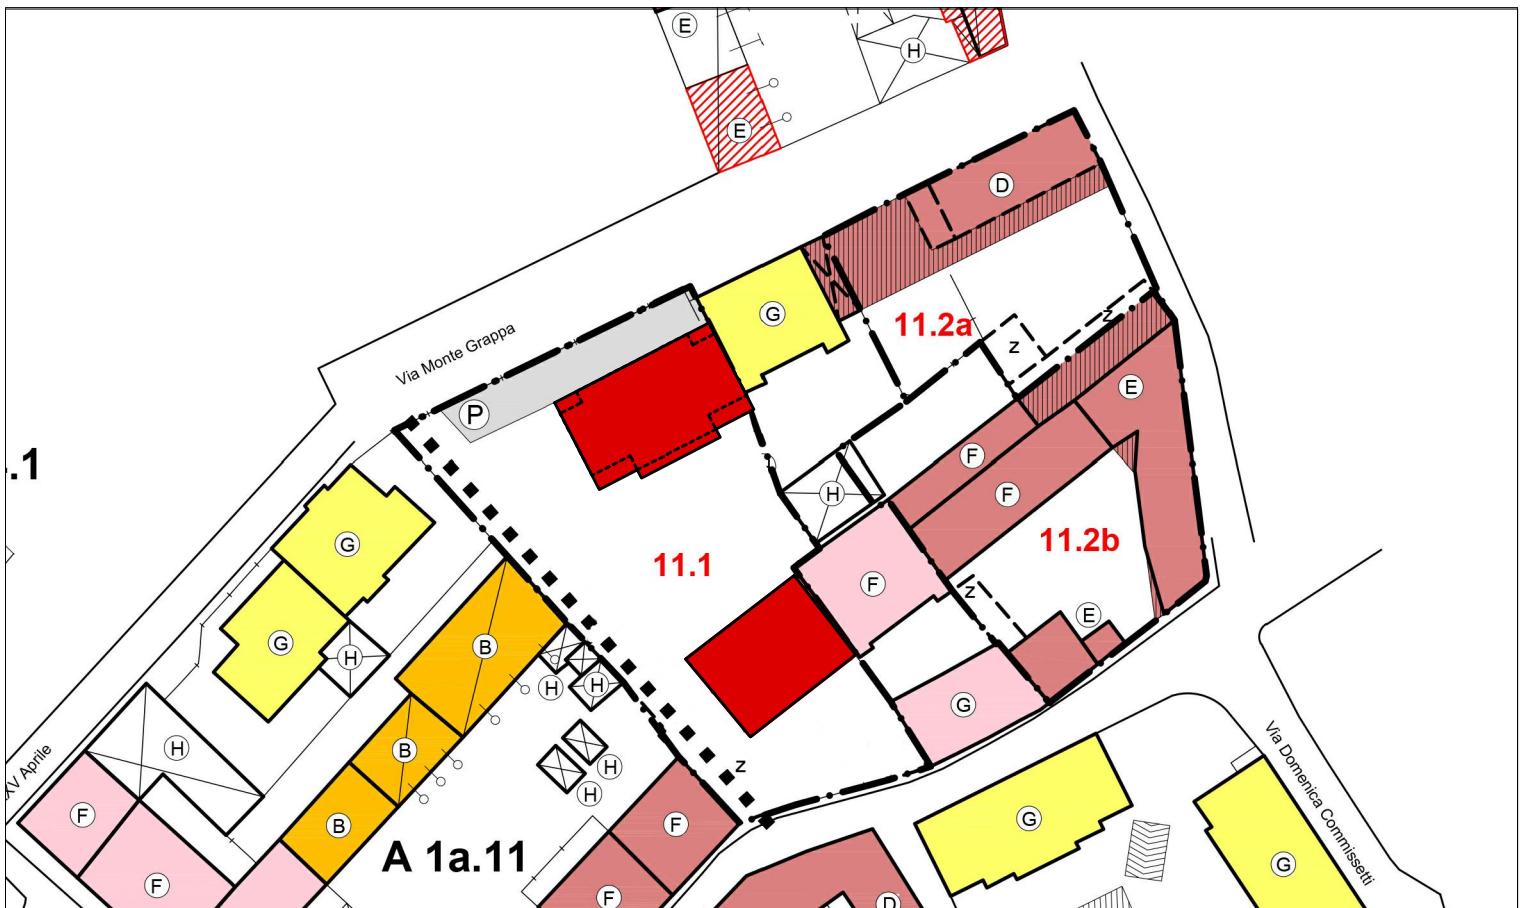 E
H
E
D
G
Via Monte Grappa
11.2a
z
z
E
P
.1
F
H
F
G
11.1
11.2b
F
z
E
G
B
H
H
H
G
B
H
z
H
H
XV Aprile
F
B
F
G
A 1a.11
Via Domenica Commissetti
G
F
F
D